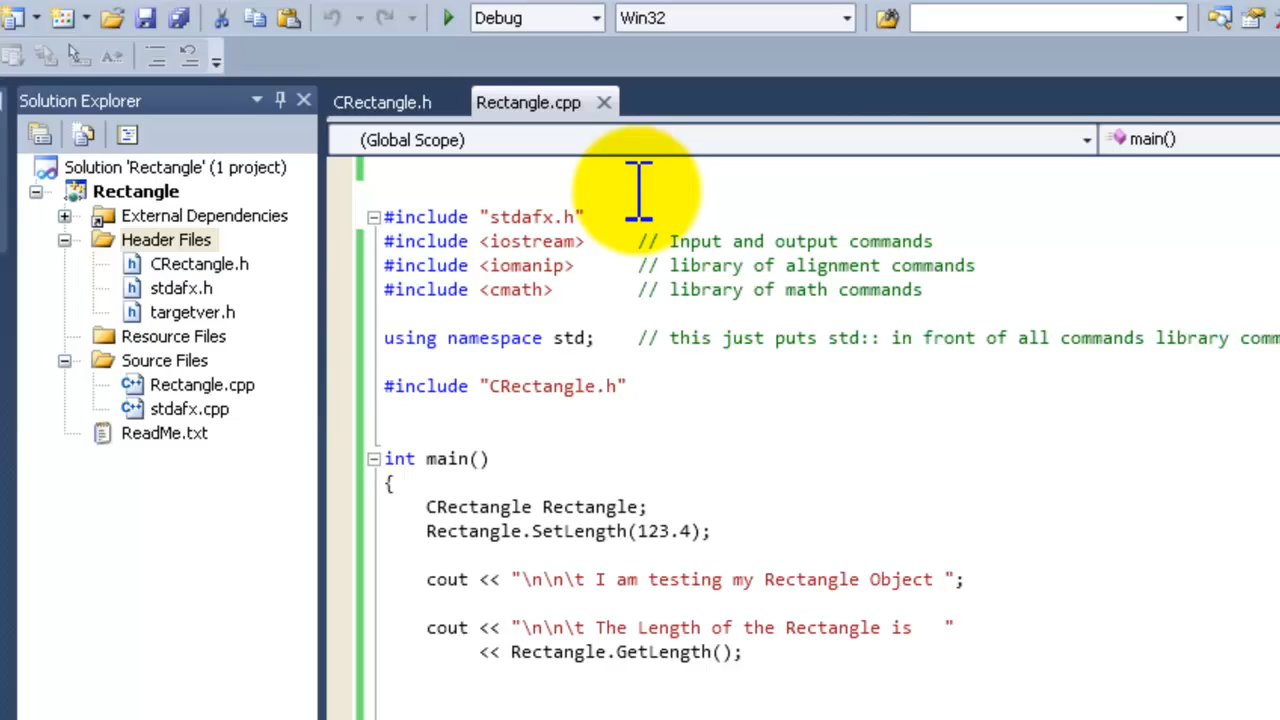 Debug
Win32
Solution Explorer
CRectangle.h
Rectangle.cpp
(Global Scope)
main()
Solution 'Rectangle' (1 project)
Rectangle
External Dependencies
Header Files
CRectangle.h
stdafx.h
targetver.h
Resource Files
Source Files
Rectangle.cpp
stdafx.cpp
ReadMe.txt
#include "stdafx.h"
#include <iostream> // Input and output commands
#include <iomanip> // library of alignment commands
#include <cmath> // library of math commands
using namespace std; // this just puts std:: in front of all commands library comm
#include "CRectangle.h"
int main()
{
CRectangle Rectangle;
Rectangle.SetLength(123.4);
cout << "\n\n\t I am testing my Rectangle Object ";
cout << "\n\n\t The Length of the Rectangle is "
<< Rectangle.GetLength();